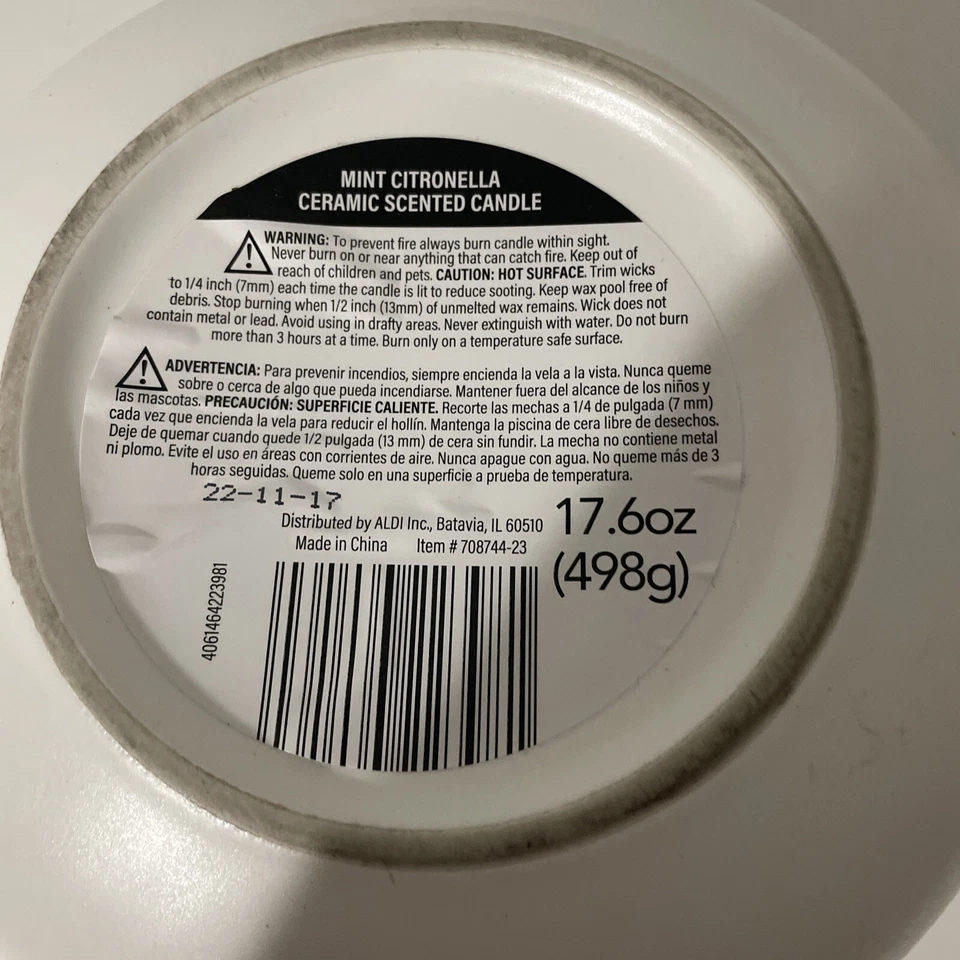 MINT CITRONELLA
CERAMIC SCENTED CANDLE
WARNING: To prevent fire always burn candle within sight.
Never burn on or near anything that can catch fire. Keep out of
reach of children and pets. CAUTION: HOT SURFACE. Trim wicks
to 1/4 inch (7mm) each time the candle is lit to reduce sooting. Keep wax pool free of
debris. Stop burning when 1/2 inch (13mm) of unmelted wax remains. Wick does not
contain metal or lead. Avoid using in drafty areas. Never extinguish with water. Do not burn
more than 3 hours at a time. Burn only on a temperature safe surface.
ADVERTENCIA: Para prevenir incendios, siempre encienda la vela a la vista. Nunca queme
sobre o cerca de algo que pueda incendiarse. Mantener fuera del alcance de los niños y
las mascotas. PRECAUCIÓN: SUPERFICIE CALIENTE. Recorte las mechas a 1/4 de pulgada (7 mm)
cada vez que encienda la vela para reducir el hollín. Mantenga la piscina de cera libre de desechos.
Deje de quemar cuando quede 1/2 pulgada (13 mm) de cera sin fundir. La mecha no contiene metal
ni plomo. Evite el uso en áreas con corrientes de aire. Nunca apague con agua. No queme más de 3
horas seguidas. Queme solo en una superficie a prueba de temperatura.
22-11-17
Distributed by ALDI Inc., Batavia, IL 60510
Made in China Item # 708744-23
17.6oz
(498g)
4061464223981